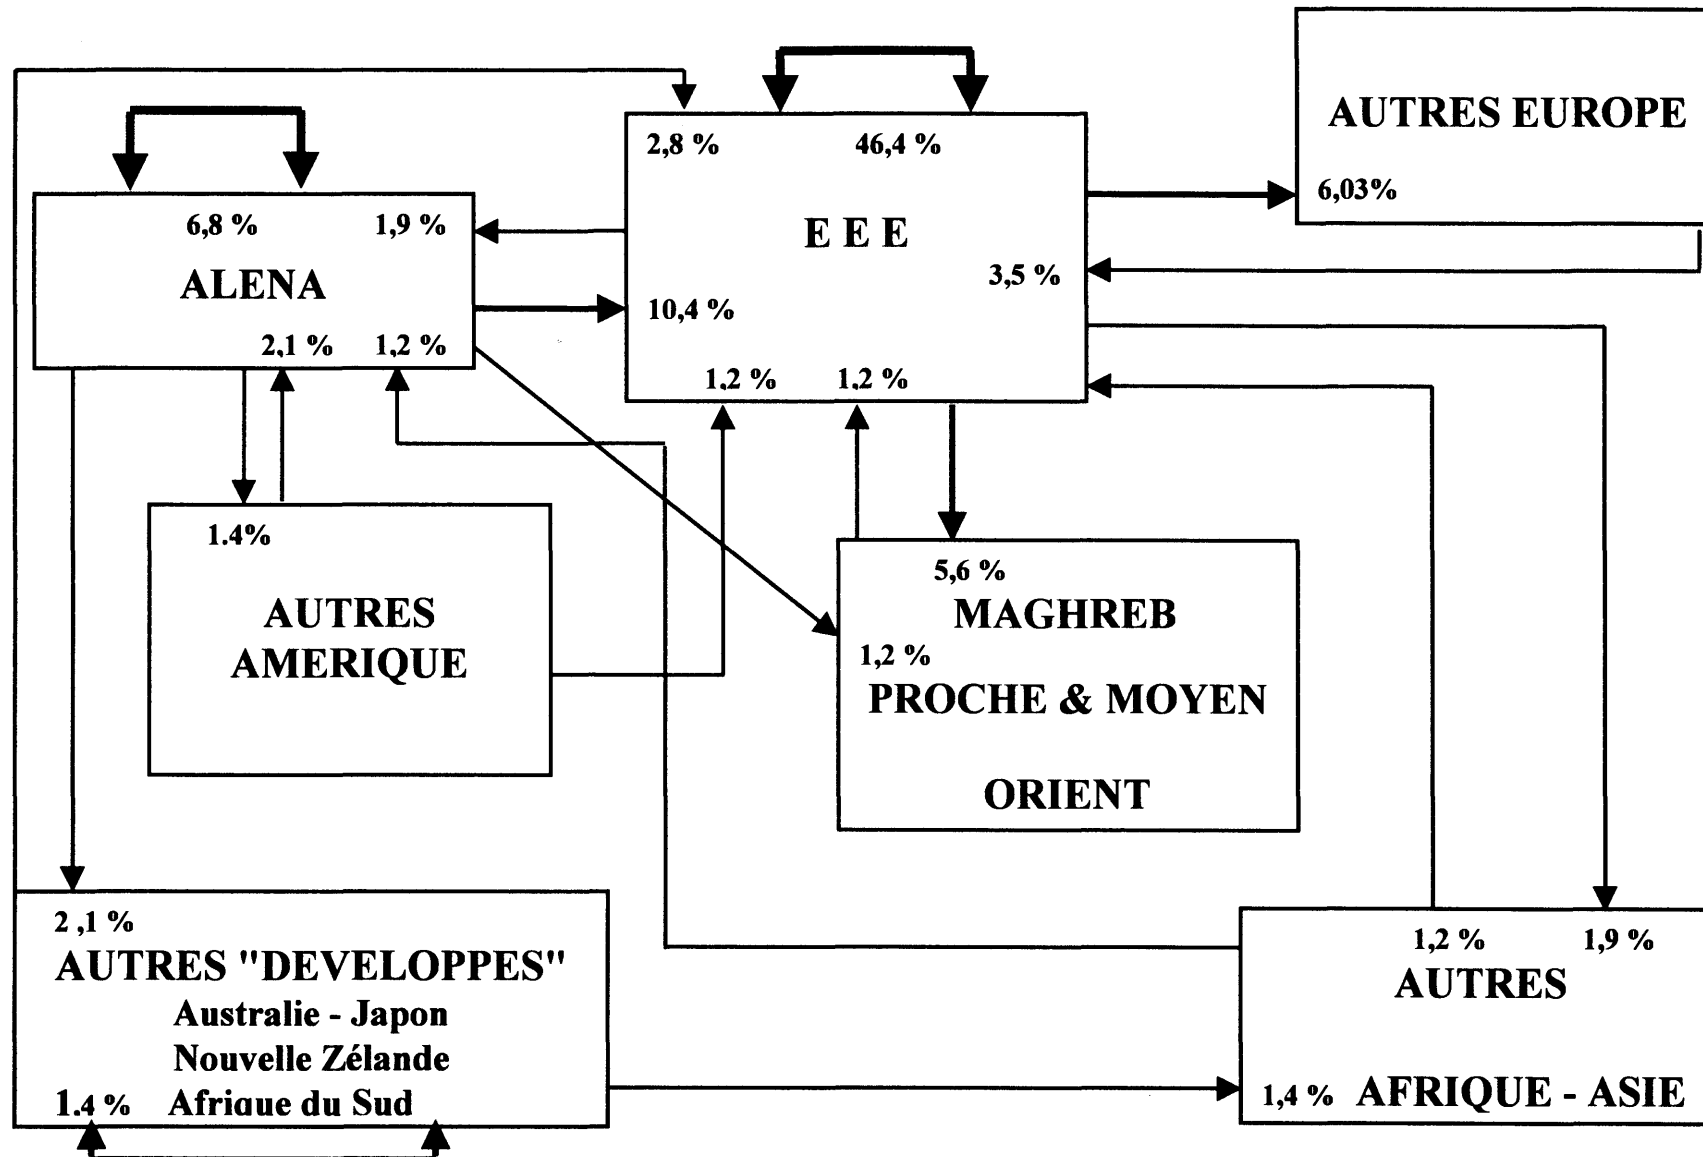 AUTRES EUROPE
6,03%
2,8 %
46,4 %
E E E
3,5 %
10,4 %
1,2 %
1,2 %
6,8 %
1,9 %
ALENA
2,1 %
1,2 %
1.4%
AUTRES
AMERIQUE
5,6 %
MAGHREB
1,2 %
PROCHE & MOYEN
ORIENT
2 ,1 %
AUTRES "DEVELOPPES"
Australie - Japon
Nouvelle Zélande
1.4 % Afrique du Sud
1,2 %
1,9 %
AUTRES
1,4 % AFRIQUE - ASIE